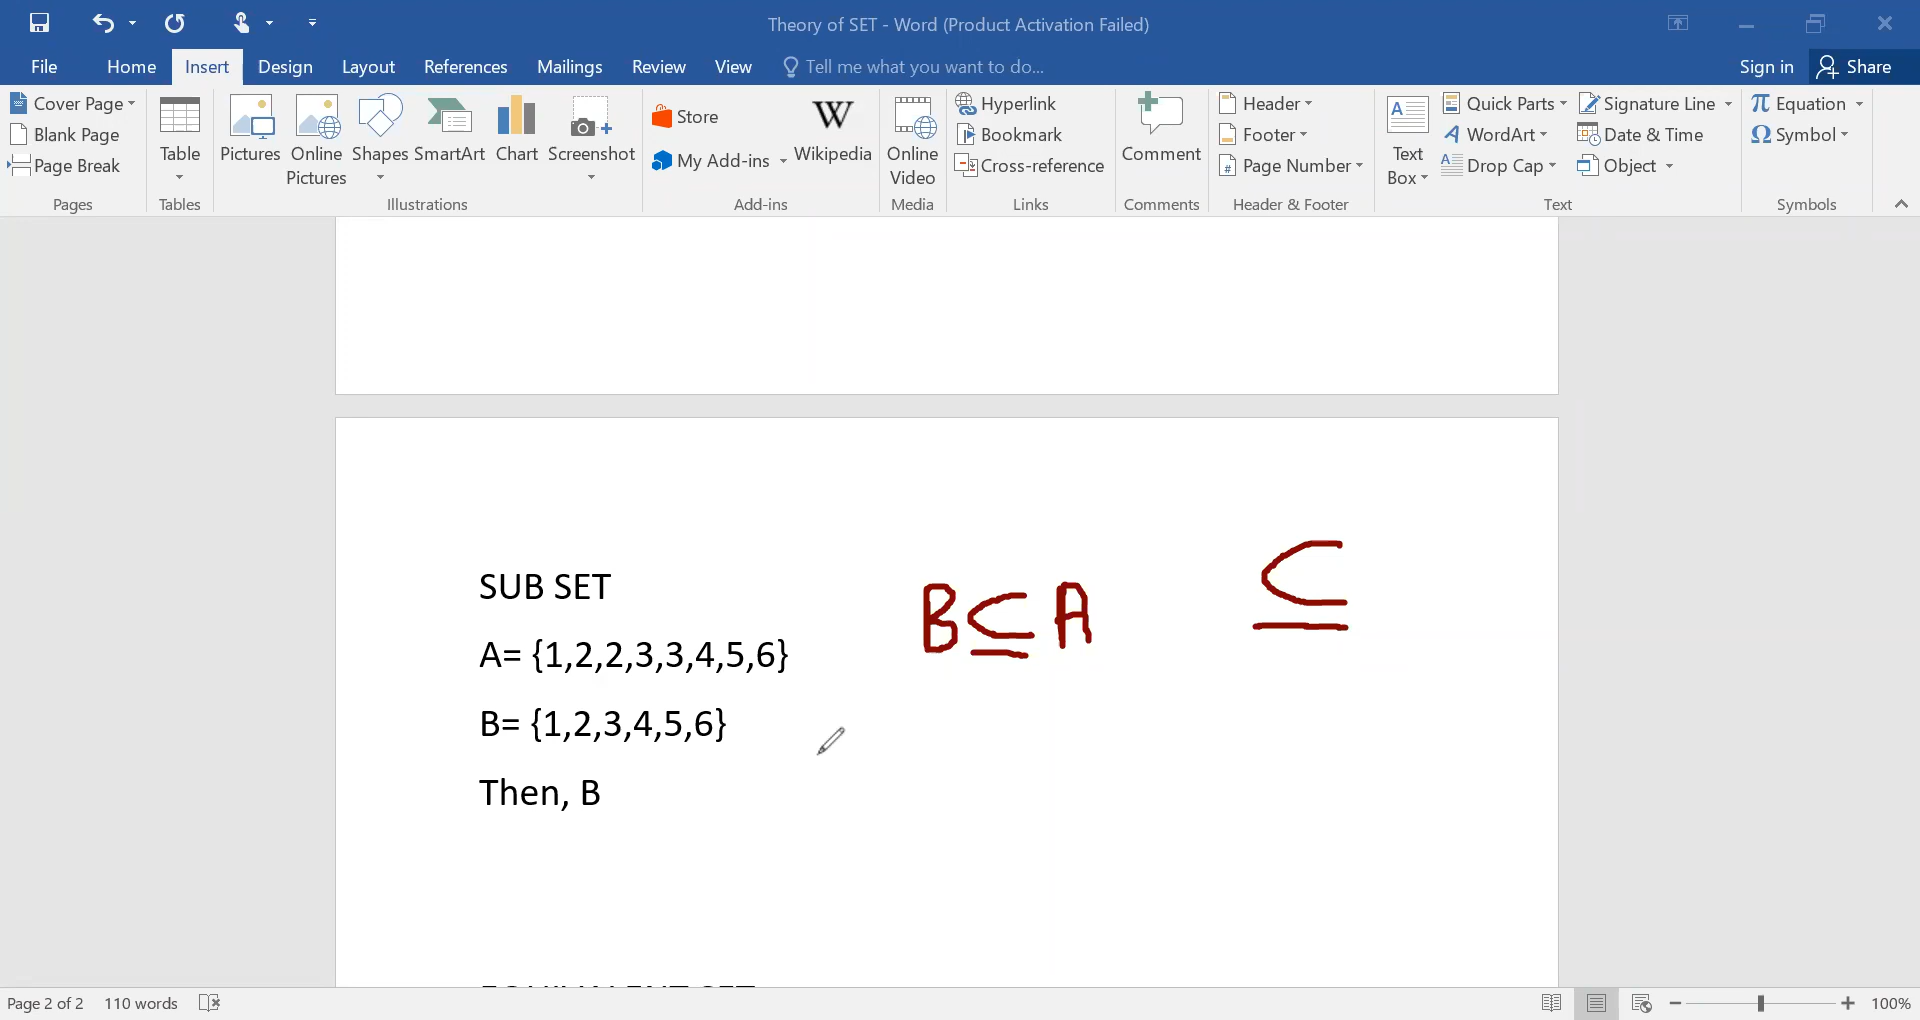 Theory of SET - Word (Product Activation Failed)
File Home Insert Design Layout References Mailings Review View Tell me what you want to do... Sign in Share
Cover Page
Blank Page
Page Break
Pages
Table
Tables
Pictures
Online Pictures
Shapes
SmartArt
Chart
Screenshot
Illustrations
Store
My Add-ins
Wikipedia
Add-ins
Online Video
Media
Hyperlink
Bookmark
Cross-reference
Links
Comment
Comments
Header
Footer
Page Number
Header & Footer
Text Box
Quick Parts
WordArt
Drop Cap
Signature Line
Date & Time
Object
Text
Equation
Symbol
Symbols
SUB SET
B ⊆ A
⊆
A= {1,2,2,3,3,4,5,6}
B= {1,2,3,4,5,6}
Then, B
Page 2 of 2 110 words 100%